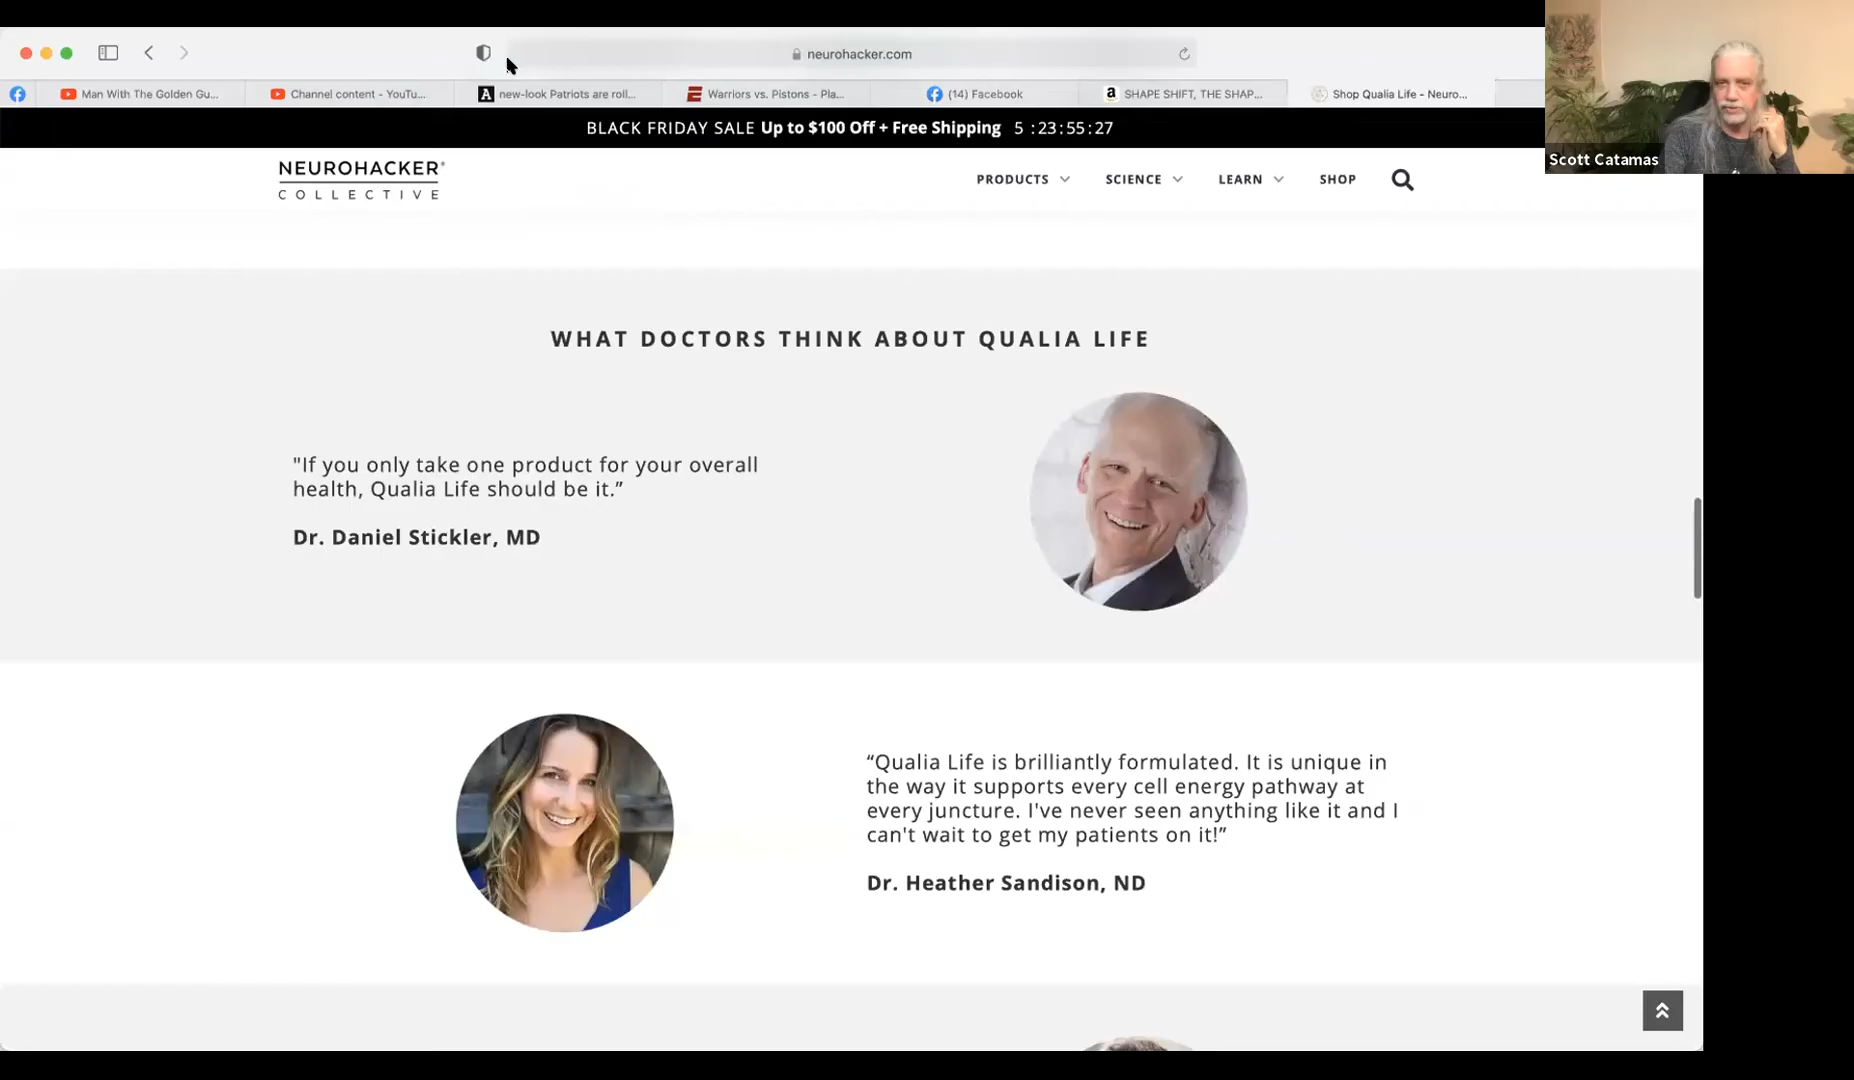 neurohacker.com
Man With The Golden Gu...
Channel content - YouTu...
new-look Patriots are roll...
Warriors vs. Pistons - Pla...
(14) Facebook
SHAPE SHIFT, THE SHAP...
Shop Qualia Life - Neuro...
BLACK FRIDAY SALE Up to $100 Off + Free Shipping 5 :23:55:27
Scott Catamas
NEUROHACKER®
COLLECTIVE
PRODUCTS
SCIENCE
LEARN
SHOP
WHAT DOCTORS THINK ABOUT QUALIA LIFE
"If you only take one product for your overall
health, Qualia Life should be it.”
Dr. Daniel Stickler, MD
“Qualia Life is brilliantly formulated. It is unique in
the way it supports every cell energy pathway at
every juncture. I've never seen anything like it and I
can't wait to get my patients on it!”
Dr. Heather Sandison, ND